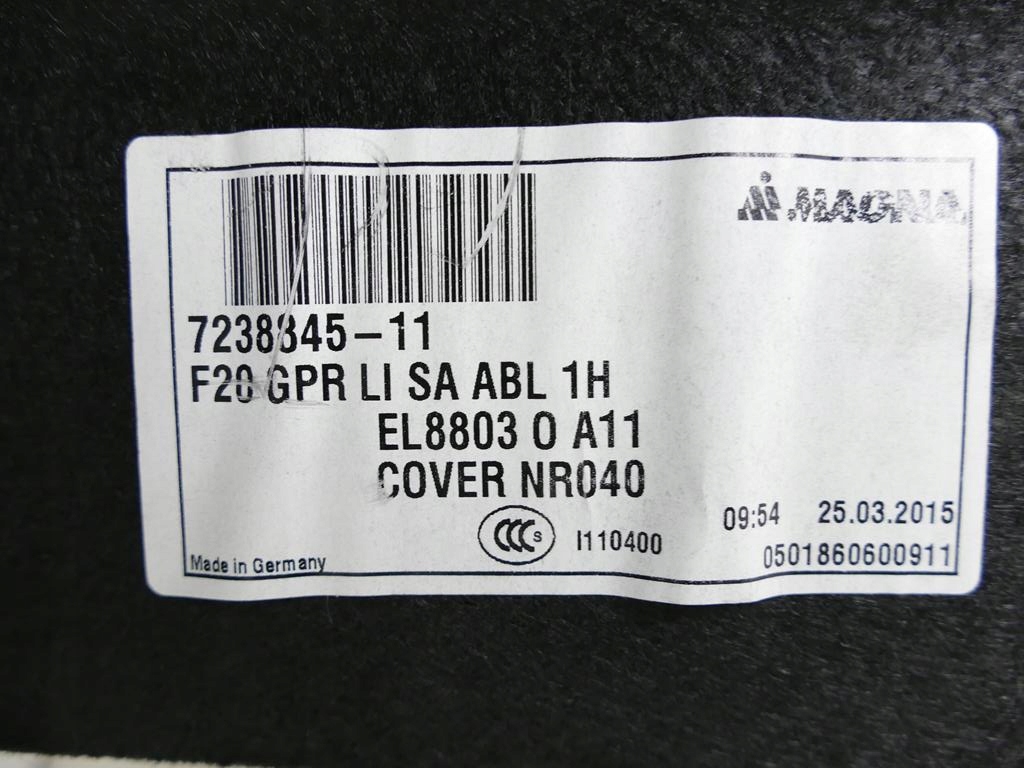 MAGNA
7238845-11
F20 GPR LI SA ABL 1H
EL8803 O A11
COVER NR040
CCC S
I110400
09:54 25.03.2015
Made in Germany
0501860600911